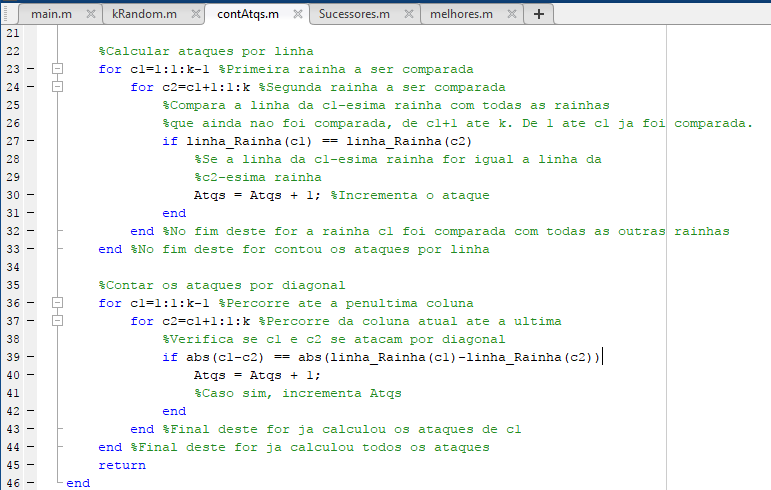 main.m kRandom.m contAtqs.m Sucessores.m melhores.m
21
22 %Calcular ataques por linha
23 for c1=1:1:k-1 %Primeira rainha a ser comparada
24 for c2=c1+1:1:k %Segunda rainha a ser comparada
25 %Compara a linha da c1-esima rainha com todas as rainhas
26 %que ainda nao foi comparada, de c1+1 ate k. De 1 ate c1 ja foi comparada.
27 if linha_Rainha(c1) == linha_Rainha(c2)
28 %Se a linha da c1-esima rainha for igual a linha da
29 %c2-esima rainha
30 Atqs = Atqs + 1; %Incrementa o ataque
31 end
32 end %No fim deste for a rainha c1 foi comparada com todas as outras rainhas
33 end %No fim deste for contou os ataques por linha
34
35 %Contar os ataques por diagonal
36 for c1=1:1:k-1 %Percorre ate a penultima coluna
37 for c2=c1+1:1:k %Percorre da coluna atual ate a ultima
38 %Verifica se c1 e c2 se atacam por diagonal
39 if abs(c1-c2) == abs(linha_Rainha(c1)-linha_Rainha(c2))
40 Atqs = Atqs + 1;
41 %Caso sim, incrementa Atqs
42 end
43 end %Final deste for ja calculou os ataques de c1
44 end %Final deste for ja calculou todos os ataques
45 return
46 end